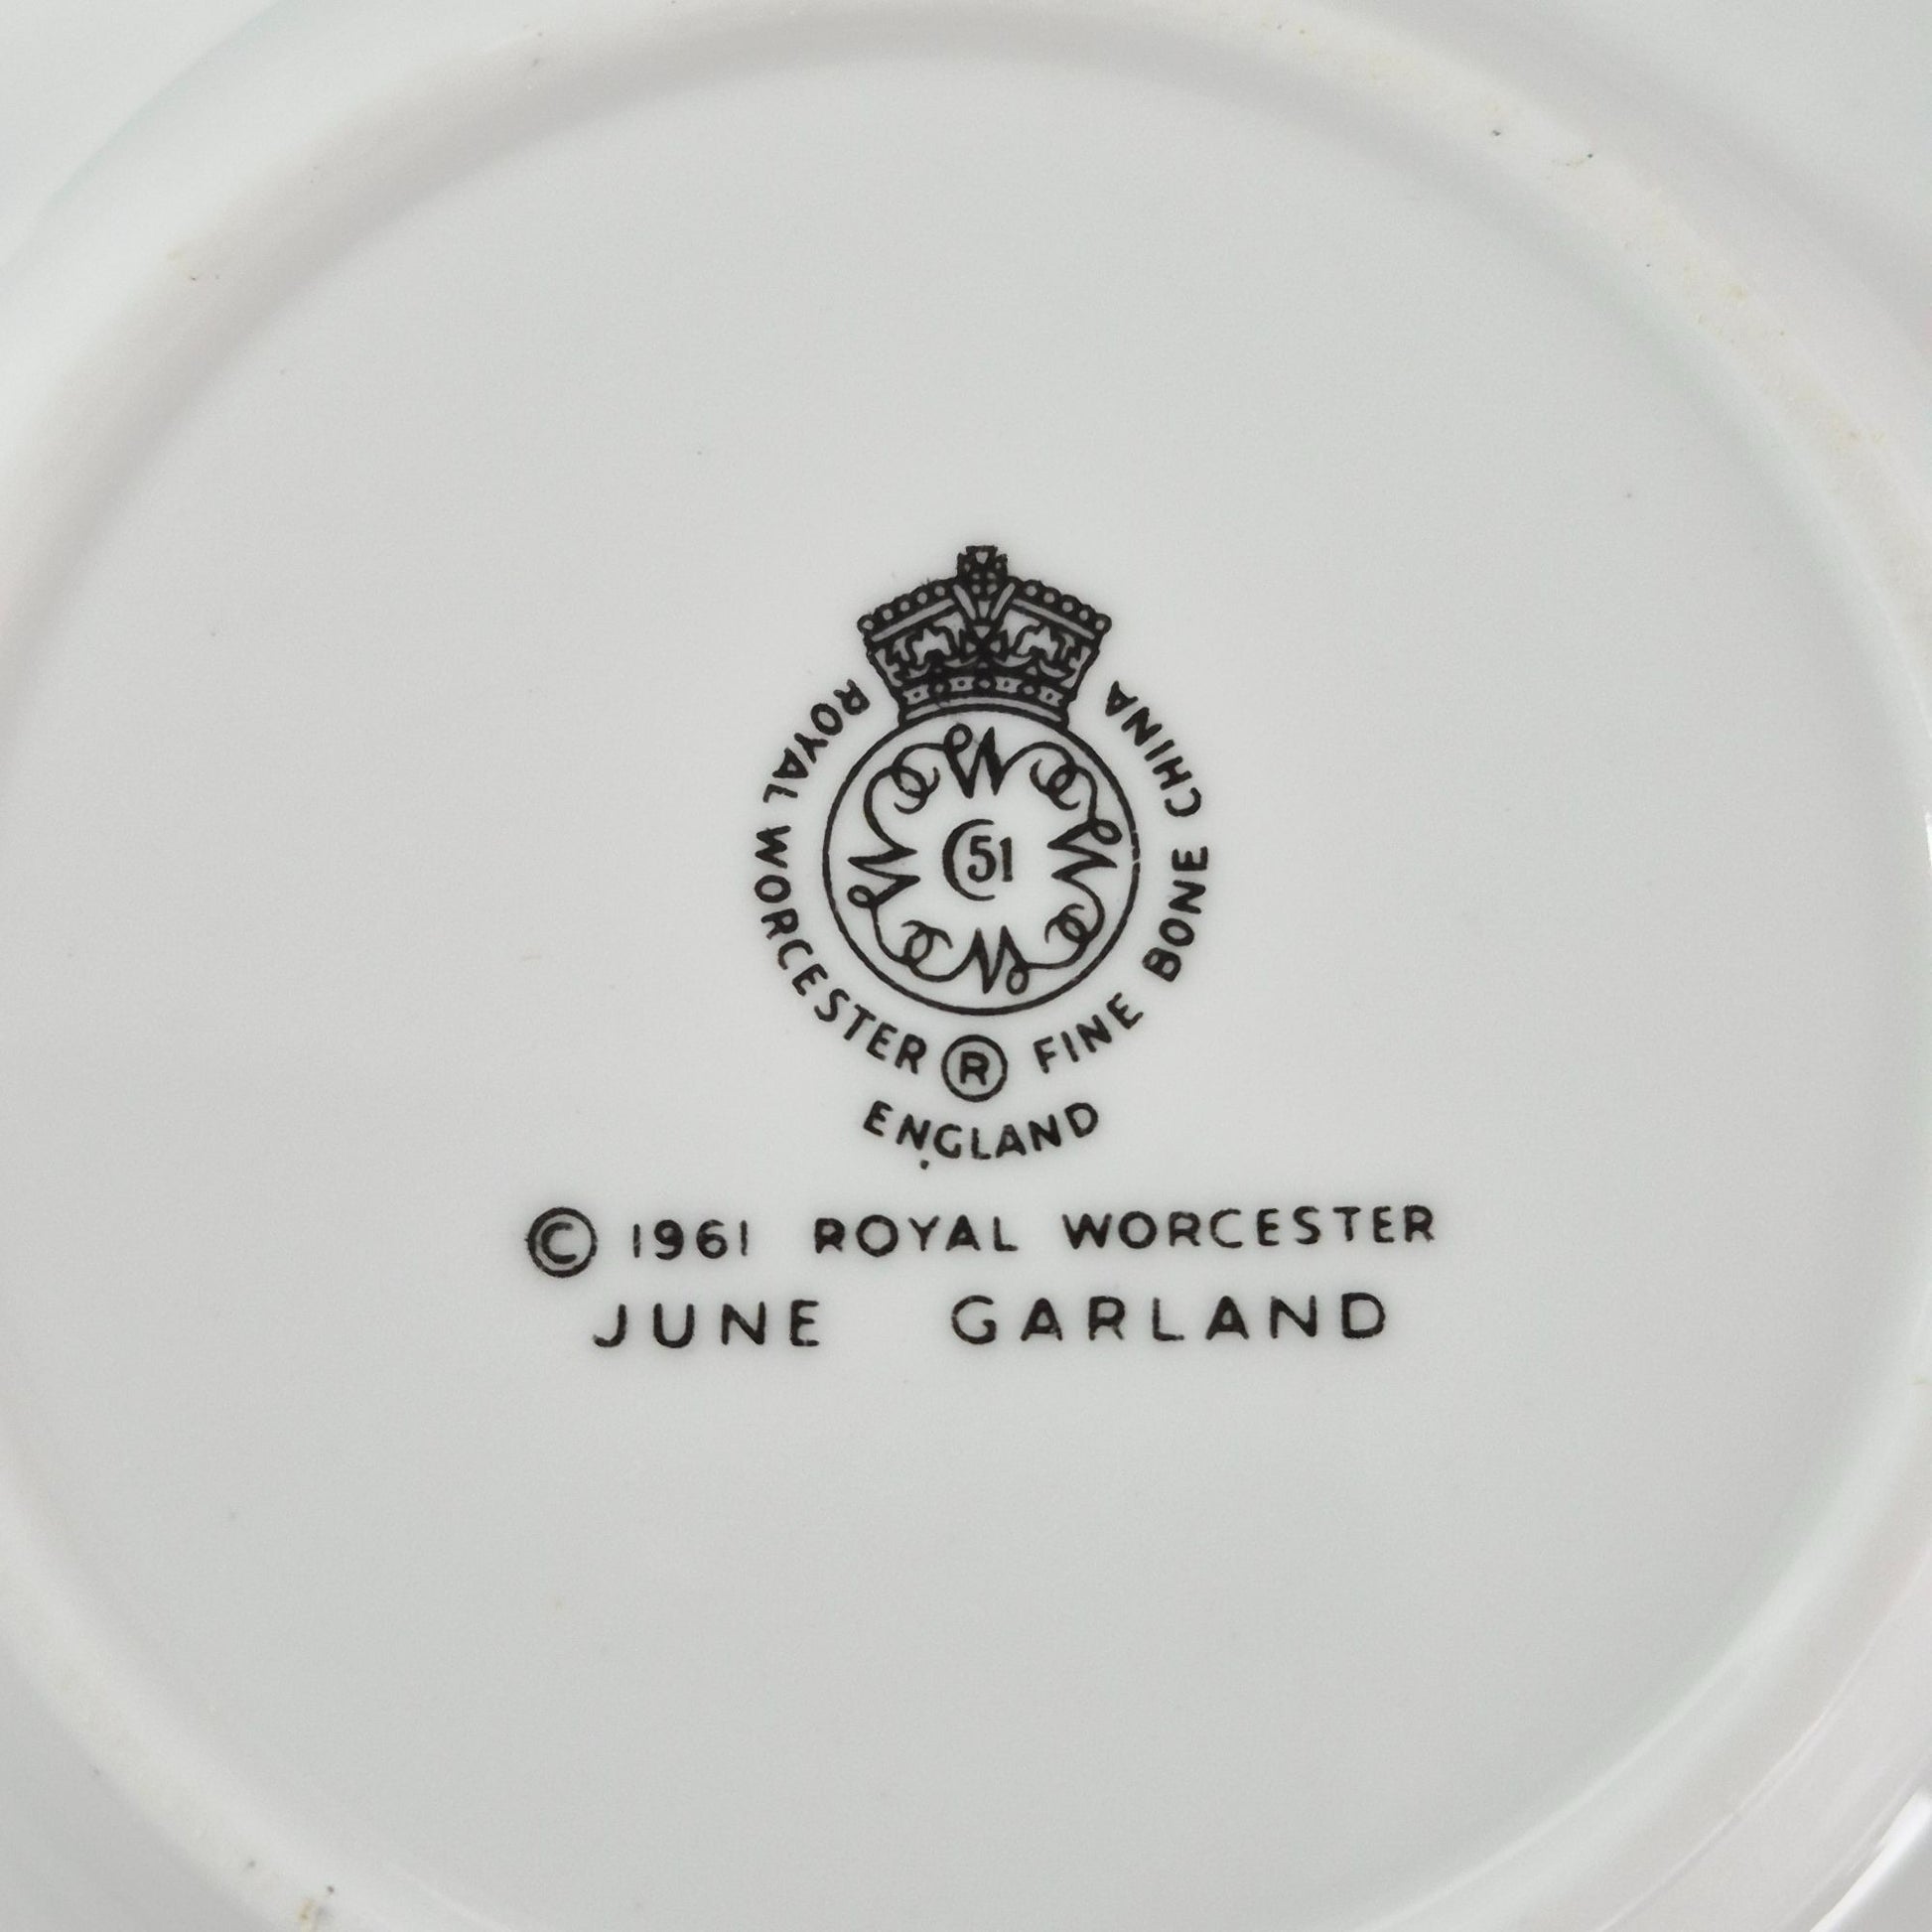 51
ROYAL WORCESTER ® FINE BONE CHINA
ENGLAND
© 1961 ROYAL WORCESTER
JUNE GARLAND